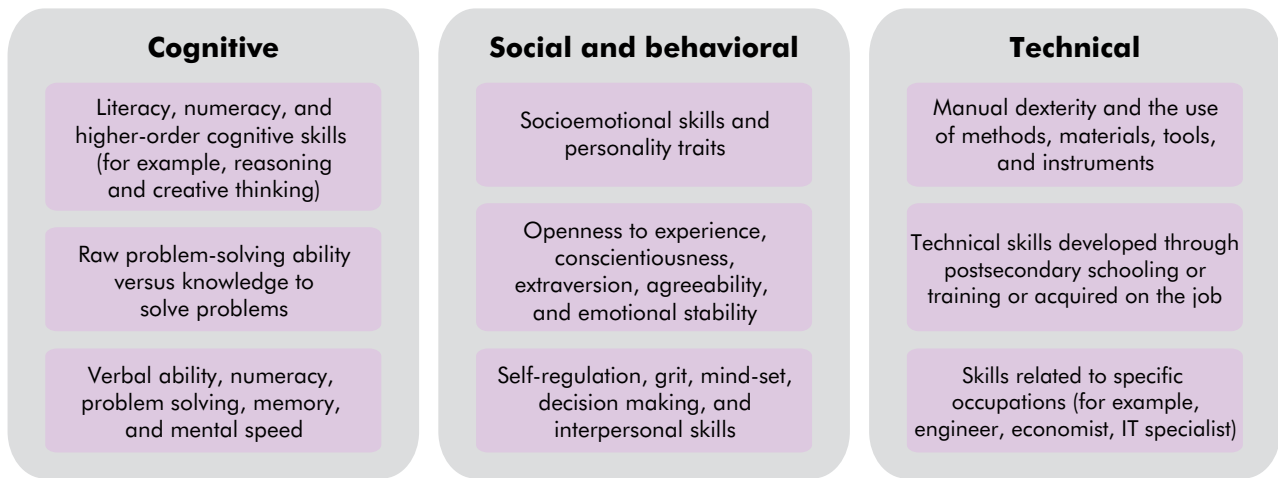 Cognitive
Literacy, numeracy, and
higher-order cognitive skills
(for example, reasoning
and creative thinking)
Raw problem-solving ability
versus knowledge to
solve problems
Verbal ability, numeracy,
problem solving, memory,
and mental speed
Social and behavioral
Socioemotional skills and
personality traits
Openness to experience,
conscientiousness,
extraversion, agreeability,
and emotional stability
Self-regulation, grit, mind-set,
decision making, and
interpersonal skills
Technical
Manual dexterity and the use
of methods, materials, tools,
and instruments
Technical skills developed through
postsecondary schooling or
training or acquired on the job
Skills related to specific
occupations (for example,
engineer, economist, IT specialist)